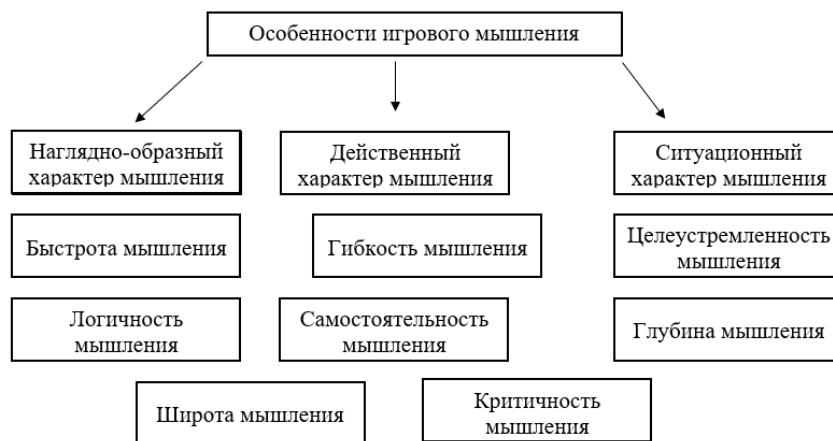 Особенности игрового мышления
Наглядно-образный
характер мышления
Действенный
характер мышления
Ситуационный
характер мышления
Быстрота мышления
Гибкость мышления
Целеустремленность
мышления
Логичность
мышления
Самостоятельность
мышления
Глубина мышления
Широта мышления
Критичность
мышления